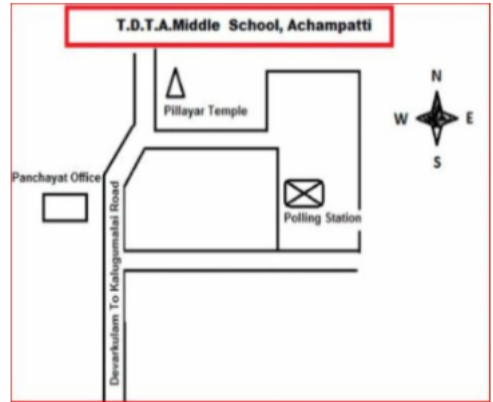 T.D.T.A.Middle School, Achampatti
Pillayar Temple
N
W E
S
Panchayat Office
Polling Station
Devarkulam To Kalugumalai Road